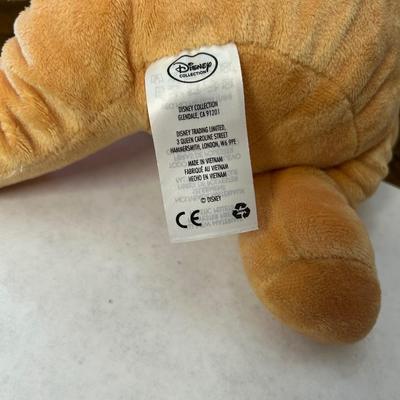 Disney
COLLECTION
DISNEY COLLECTION
GLENDALE, CA 91201
DISNEY TRADING LIMITED,
3 QUEEN CAROLINE STREET
HAMMERSMITH, LONDON, W6 9PE
MADE IN VIETNAM
FABRIQUÉ AU VIETNAM
HECHO EN VIETNAM
© DISNEY
CE